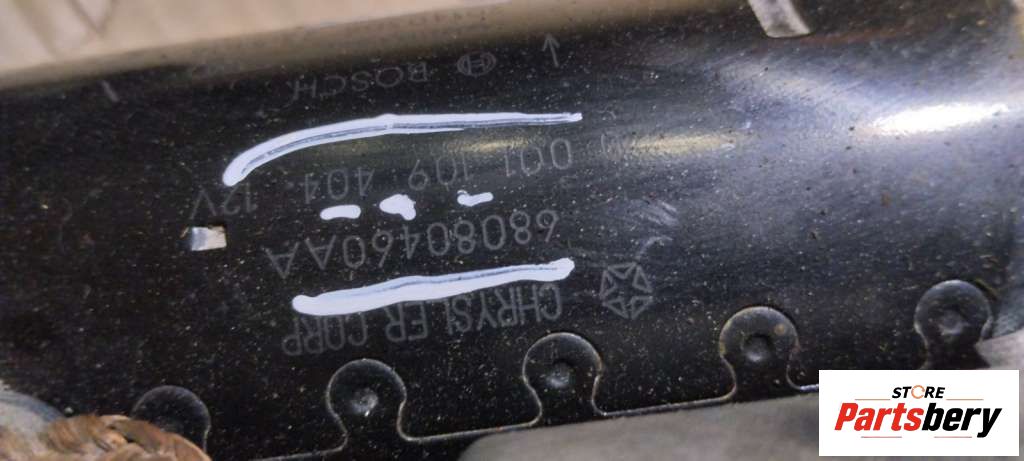 CHRYSLER CORP
68080460AA
0 001 109 404 12V
BOSCH
STORE
Partsbery